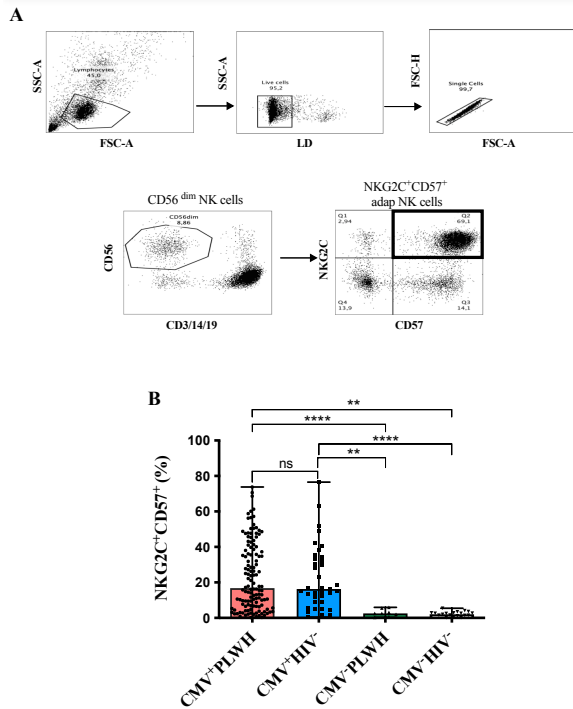 A
SSC-A
Lymphocytes
45,0
FSC-A
SSC-A
Live cells
95,2
LD
FSC-H
Single Cells
99,7
FSC-A
CD56 dim NK cells
CD56
CD56dim
8,86
CD3/14/19
NKG2C+CD57+
adap NK cells
NKG2C
Q1
2,94
Q2
69,1
Q4
13,9
Q3
14,1
CD57
B
**
****
****
ns
**
NKG2C+CD57+ (%)
100
80
60
40
20
0
CMV+PLWH
CMV+HIV-
CMV-PLWH
CMV-HIV-